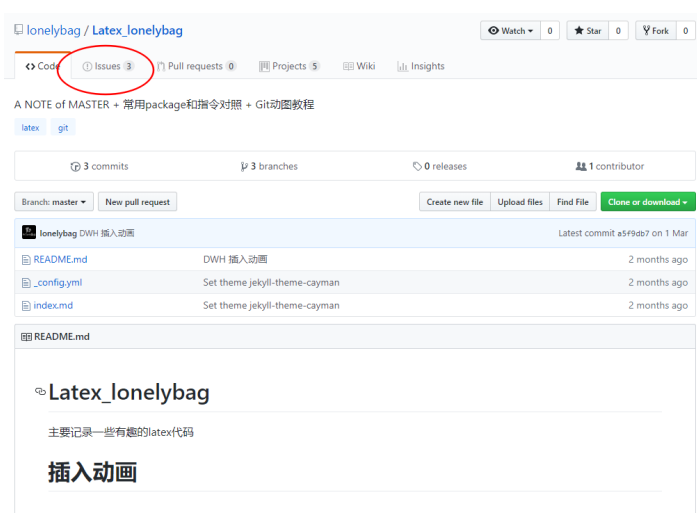 lonelybag / Latex_lonelybag
Watch 0 Star 0 Fork 0
Code Issues 3 Pull requests 0 Projects 5 Wiki Insights
A NOTE of MASTER + 常用package和指令对照 + Git动图教程
latex git
3 commits 3 branches 0 releases 1 contributor
Branch: master New pull request Create new file Upload files Find File Clone or download
lonelybag DWH 插入动画 Latest commit a5f9db7 on 1 Mar
README.md DWH 插入动画 2 months ago
_config.yml Set theme jekyll-theme-cayman 2 months ago
index.md Set theme jekyll-theme-cayman 2 months ago
README.md
Latex_lonelybag
主要记录一些有趣的latex代码
插入动画